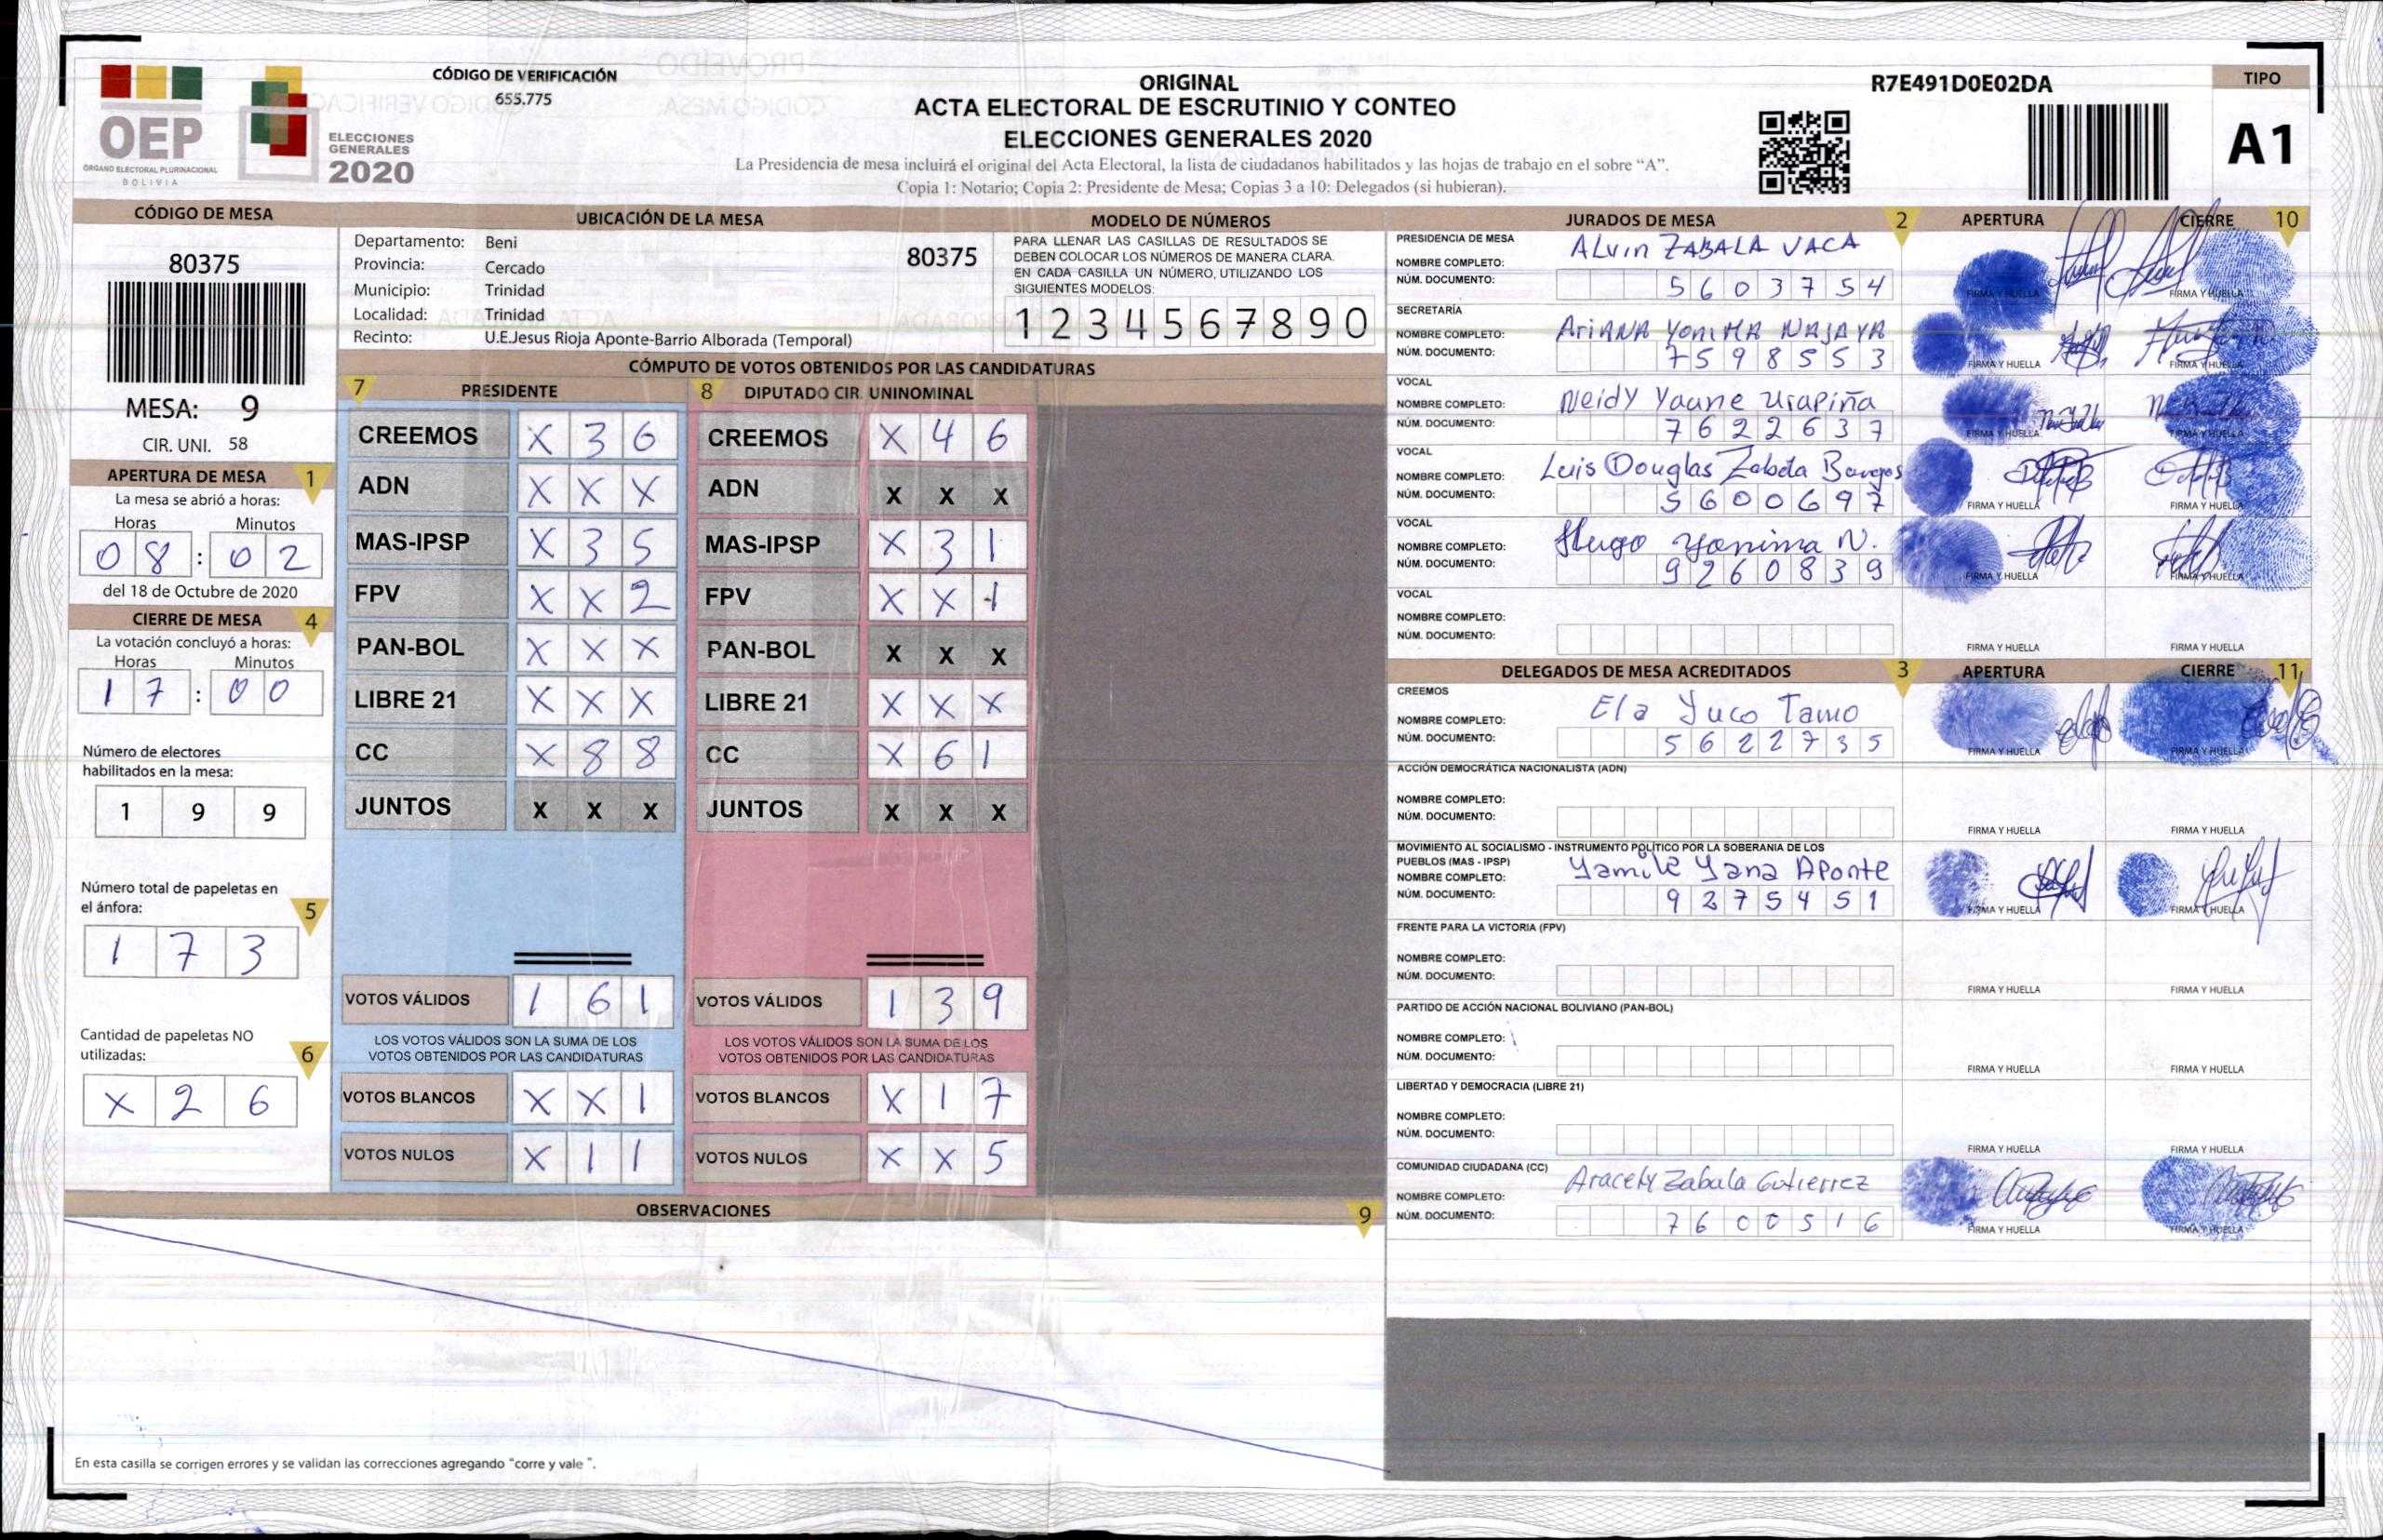 CÓDIGO DE VERIFICACIÓN
655.775
OEP
ÓRGANO ELECTORAL PLURINACIONAL
BOLIVIA
ELECCIONES
GENERALES
2020
ORIGINAL
ACTA ELECTORAL DE ESCRUTINIO Y CONTEO
ELECCIONES GENERALES 2020
La Presidencia de mesa incluirá el original del Acta Electoral, la lista de ciudadanos habilitados y las hojas de trabajo en el sobre “A”.
Copia 1: Notario; Copia 2: Presidente de Mesa; Copias 3 a 10: Delegados (si hubieran).
R7E491D0E02DA
TIPO
A1
CÓDIGO DE MESA
80375
MESA: 9
CIR. UNI. 58
APERTURA DE MESA 1
La mesa se abrió a horas:
Horas Minutos
0 8 : 0 2
del 18 de Octubre de 2020
CIERRE DE MESA 4
La votación concluyó a horas:
Horas Minutos
1 7 : 0 0
Número de electores
habilitados en la mesa:
1 9 9
Número total de papeletas en
el ánfora: 5
1 7 3
Cantidad de papeletas NO
utilizadas: 6
X 2 6
UBICACIÓN DE LA MESA
Departamento: Beni
80375
Provincia: Cercado
Municipio: Trinidad
Localidad: Trinidad
Recinto: U.E.Jesus Rioja Aponte-Barrio Alborada (Temporal)
MODELO DE NÚMEROS
PARA LLENAR LAS CASILLAS DE RESULTADOS SE
DEBEN COLOCAR LOS NÚMEROS DE MANERA CLARA.
EN CADA CASILLA UN NÚMERO, UTILIZANDO LOS
SIGUIENTES MODELOS:
1 2 3 4 5 6 7 8 9 0
CÓMPUTO DE VOTOS OBTENIDOS POR LAS CANDIDATURAS
7 PRESIDENTE
CREEMOS X 3 6
ADN X X X
MAS-IPSP X 3 5
FPV X X 2
PAN-BOL X X X
LIBRE 21 X X X
CC X 8 8
JUNTOS X X X
VOTOS VÁLIDOS 1 6 1
LOS VOTOS VÁLIDOS SON LA SUMA DE LOS
VOTOS OBTENIDOS POR LAS CANDIDATURAS
VOTOS BLANCOS X X 1
VOTOS NULOS X 1 1
8 DIPUTADO CIR. UNINOMINAL
CREEMOS X 4 6
ADN X X X
MAS-IPSP X 3 1
FPV X X 1
PAN-BOL X X X
LIBRE 21 X X X
CC X 6 1
JUNTOS X X X
VOTOS VÁLIDOS 1 3 9
LOS VOTOS VÁLIDOS SON LA SUMA DE LOS
VOTOS OBTENIDOS POR LAS CANDIDATURAS
VOTOS BLANCOS X 1 7
VOTOS NULOS X X 5
OBSERVACIONES 9
En esta casilla se corrigen errores y se validan las correcciones agregando "corre y vale ".
JURADOS DE MESA 2 APERTURA CIERRE 10
PRESIDENCIA DE MESA
NOMBRE COMPLETO: ALVIN ZABALA VACA
NÚM. DOCUMENTO: 5 6 0 3 7 5 4
FIRMA Y HUELLA FIRMA Y HUELLA
SECRETARÍA
NOMBRE COMPLETO: ARIANA YONIMA NAJAYA
NÚM. DOCUMENTO: 7 5 9 8 5 5 3
FIRMA Y HUELLA FIRMA Y HUELLA
VOCAL
NOMBRE COMPLETO: Neidy Yaune Urapiña
NÚM. DOCUMENTO: 7 6 2 2 6 3 7
FIRMA Y HUELLA FIRMA Y HUELLA
VOCAL
NOMBRE COMPLETO: Luis Douglas Zabala
NÚM. DOCUMENTO: 5 6 0 0 6 9 7
FIRMA Y HUELLA FIRMA Y HUELLA
VOCAL
NOMBRE COMPLETO: Hugo Yonima N.
NÚM. DOCUMENTO: 9 2 6 0 8 3 9
FIRMA Y HUELLA FIRMA Y HUELLA
VOCAL
NOMBRE COMPLETO:
NÚM. DOCUMENTO:
FIRMA Y HUELLA FIRMA Y HUELLA
DELEGADOS DE MESA ACREDITADOS 3 APERTURA CIERRE 11
CREEMOS
NOMBRE COMPLETO: Ela Yuco Tamo
NÚM. DOCUMENTO: 5 6 2 2 7 3 5
FIRMA Y HUELLA FIRMA Y HUELLA
ACCIÓN DEMOCRÁTICA NACIONALISTA (ADN)
NOMBRE COMPLETO:
NÚM. DOCUMENTO:
FIRMA Y HUELLA FIRMA Y HUELLA
MOVIMIENTO AL SOCIALISMO - INSTRUMENTO POLÍTICO POR LA SOBERANIA DE LOS
PUEBLOS (MAS - IPSP)
NOMBRE COMPLETO: Yamile Yana Aponte
NÚM. DOCUMENTO: 9 2 7 5 4 5 1
FIRMA Y HUELLA FIRMA Y HUELLA
FRENTE PARA LA VICTORIA (FPV)
NOMBRE COMPLETO:
NÚM. DOCUMENTO:
FIRMA Y HUELLA FIRMA Y HUELLA
PARTIDO DE ACCIÓN NACIONAL BOLIVIANO (PAN-BOL)
NOMBRE COMPLETO:
NÚM. DOCUMENTO:
FIRMA Y HUELLA FIRMA Y HUELLA
LIBERTAD Y DEMOCRACIA (LIBRE 21)
NOMBRE COMPLETO:
NÚM. DOCUMENTO:
FIRMA Y HUELLA FIRMA Y HUELLA
COMUNIDAD CIUDADANA (CC)
NOMBRE COMPLETO: Aracely Zabala Gutierrez
NÚM. DOCUMENTO: 7 6 0 0 5 1 6
FIRMA Y HUELLA FIRMA Y HUELLA